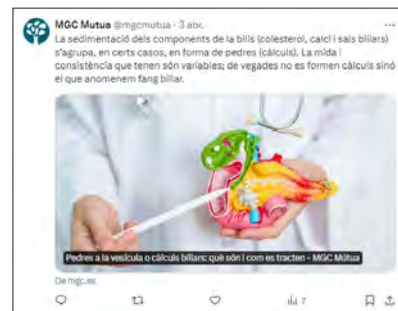 MGC Mutua @mgcmutua · 3 abr.
La sedimentació dels components de la bilis (colesterol, calci i sals biliars)
s'agrupa, en certs casos, en forma de pedres (càlculs). La mida i
consistència que tenen són variables; de vegades no es formen càlculs sinó
el que anomenem fang biliar.
Pedres a la vesícula o càlculs biliars: què són i com es tracten - MGC Mútua
De mgc.es
7